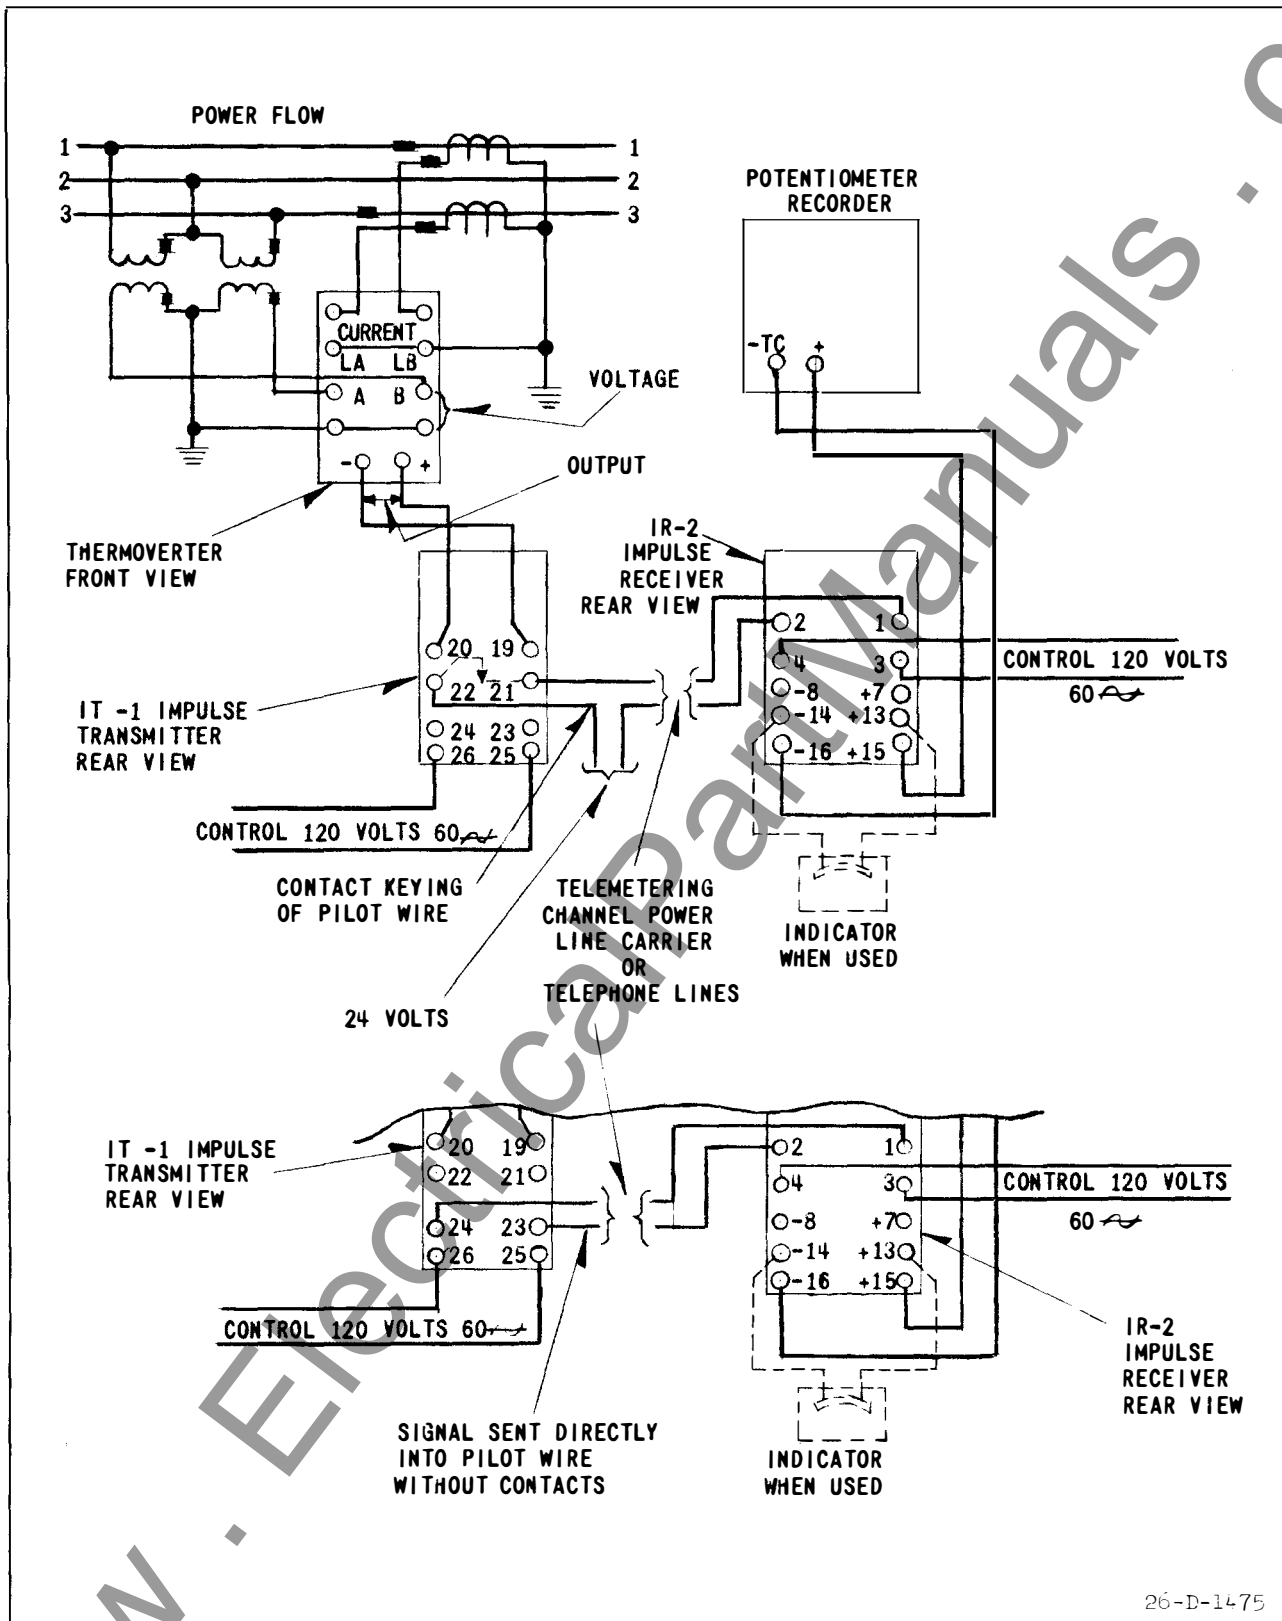 POWER FLOW
1 1
2 2
3 3
CURRENT
LA LB
A B
VOLTAGE
- +
OUTPUT
THERMOVERTER
FRONT VIEW
POTENTIOMETER
RECORDER
-TC +
IR-2
IMPULSE
RECEIVER
REAR VIEW
20 19
22 21
24 23
26 25
IT -1 IMPULSE
TRANSMITTER
REAR VIEW
CONTROL 120 VOLTS 60
2 1
4 3
-8 +7
-14 +13
-16 +15
CONTROL 120 VOLTS
60
CONTACT KEYING
OF PILOT WIRE
24 VOLTS
TELEMETERING
CHANNEL POWER
LINE CARRIER
OR
TELEPHONE LINES
INDICATOR
WHEN USED
IT -1 IMPULSE
TRANSMITTER
REAR VIEW
20 19
22 21
24 23
26 25
CONTROL 120 VOLTS 60
2 1
4 3
-8 +7
-14 +13
-16 +15
CONTROL 120 VOLTS
60
IR-2
IMPULSE
RECEIVER
REAR VIEW
SIGNAL SENT DIRECTLY
INTO PILOT WIRE
WITHOUT CONTACTS
INDICATOR
WHEN USED
26-D-1475
w . ElectricalPartManuals . c